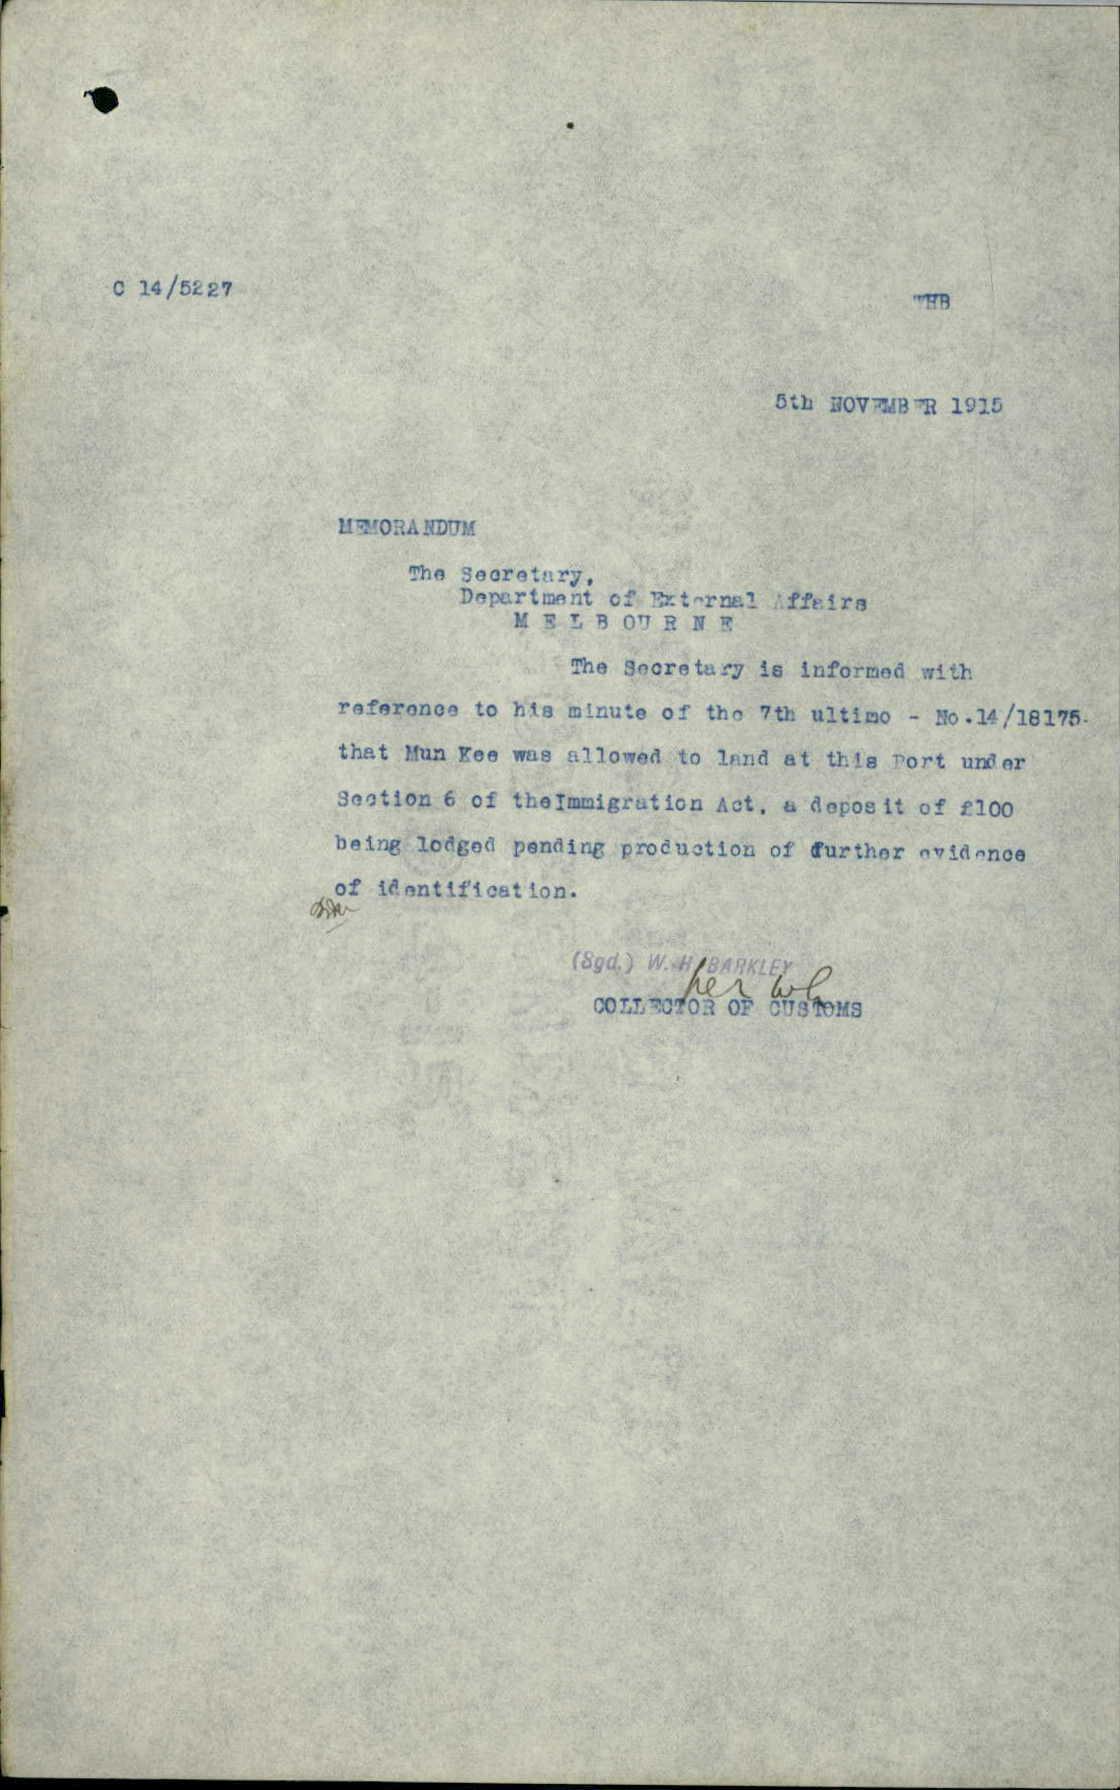 C 14/5227
THB
5th NOVEMBER 1915
MEMORANDUM
The Secretary,
Department of External Affairs
M E L B OU R N E
The Secretary is informed with
reference to his minute of the 7th ultimo - No.14/18175-
that Mun Kee was allowed to land at this Port under
Section 6 of theImmigration Act, a deposit of £100
being lodged pending production of further evidence
of identification.
(Sgd.) W. H. BARKLEY
per
COLLECTOR OF CUSTOMS